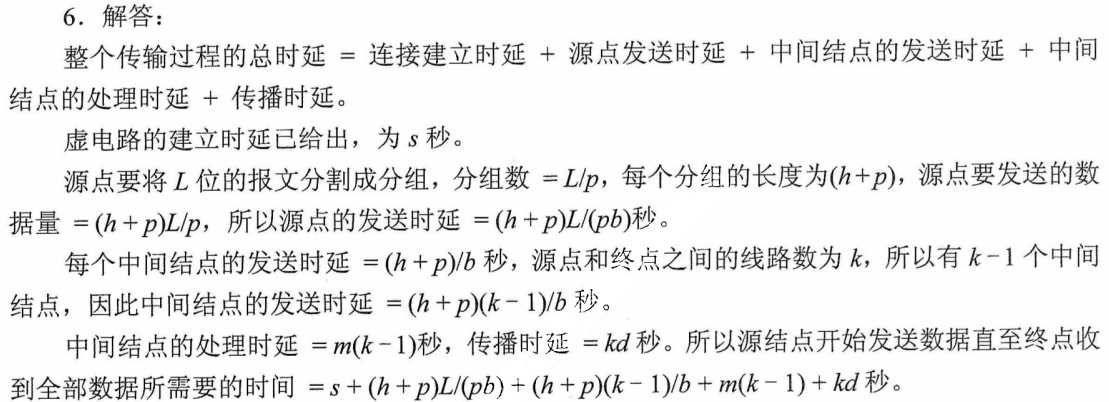 6．解答：
整个传输过程的总时延 = 连接建立时延 + 源点发送时延 + 中间结点的发送时延 + 中间
结点的处理时延 + 传播时延。
虚电路的建立时延已给出，为 s 秒。
源点要将 L 位的报文分割成分组，分组数 = L/p，每个分组的长度为(h+p)，源点要发送的数
据量 = (h + p)L/p，所以源点的发送时延 = (h + p)L/(pb)秒。
每个中间结点的发送时延 = (h + p)/b 秒，源点和终点之间的线路数为 k，所以有 k − 1 个中间
结点，因此中间结点的发送时延 = (h + p)(k − 1)/b 秒。
中间结点的处理时延 = m(k − 1)秒，传播时延 = kd 秒。所以源结点开始发送数据直至终点收
到全部数据所需要的时间 = s + (h + p)L/(pb) + (h + p)(k − 1)/b + m(k − 1) + kd 秒。